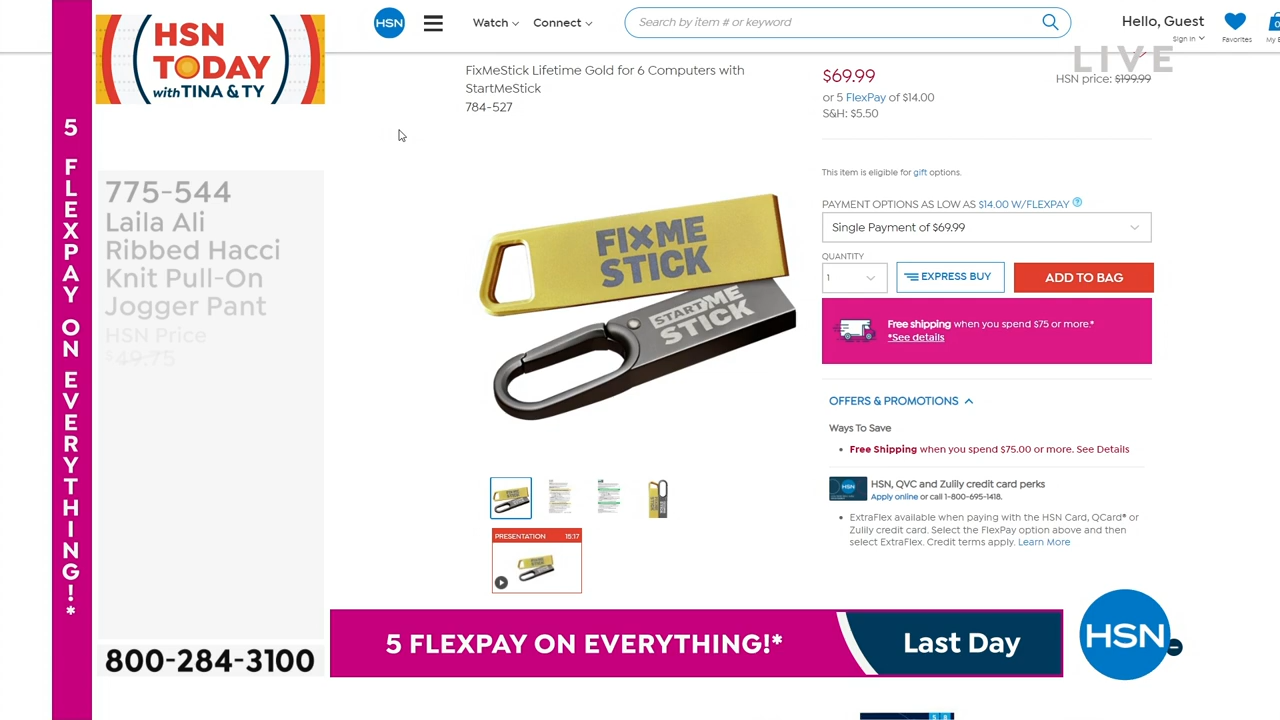 5 FLEXPAY ON EVERYTHING!*
HSN
TODAY
with TINA & TY
HSN
Watch
Connect
Search by item # or keyword
Hello, Guest
Sign In
Favorites
0
LIVE
775-544
Laila Ali
Ribbed Hacci
Knit Pull-On
Jogger Pant
HSN Price
$49.75
800-284-3100
FixMeStick Lifetime Gold for 6 Computers with
StartMeStick
784-527
FIXME
STICK
STARTME
STICK
PRESENTATION 15:17
$69.99
HSN price: $199.99
or 5 FlexPay of $14.00
S&H: $5.50
This item is eligible for gift options.
PAYMENT OPTIONS AS LOW AS $14.00 W/FLEXPAY ?
Single Payment of $69.99
QUANTITY
1
EXPRESS BUY
ADD TO BAG
Free shipping when you spend $75 or more.*
*See details
OFFERS & PROMOTIONS
Ways To Save
• Free Shipping when you spend $75.00 or more. See Details
HSN
HSN, QVC and Zulily credit card perks
Apply online or call 1-800-695-1418.
• ExtraFlex available when paying with the HSN Card, QCard® or
Zulily credit card. Select the FlexPay option above and then
select ExtraFlex. Credit terms apply. Learn More
5 FLEXPAY ON EVERYTHING!*
Last Day
HSN